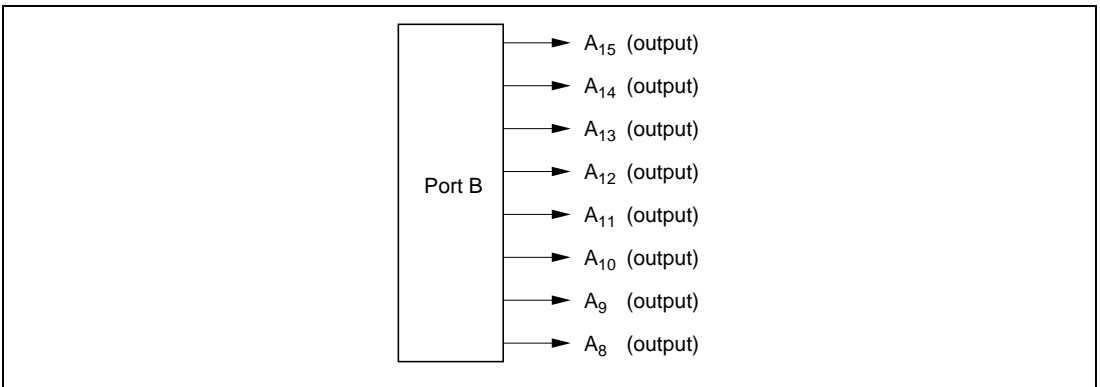 A15 (output)
A14 (output)
A13 (output)
A12 (output)
Port B
A11 (output)
A10 (output)
A9 (output)
A8 (output)